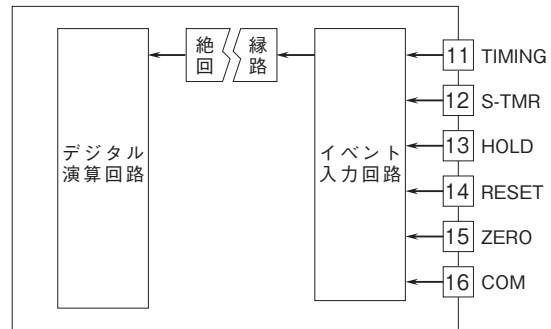 絶 縁
回 路
デジタル
演算回路
イベント
入力回路
11 TIMING
12 S-TMR
13 HOLD
14 RESET
15 ZERO
16 COM